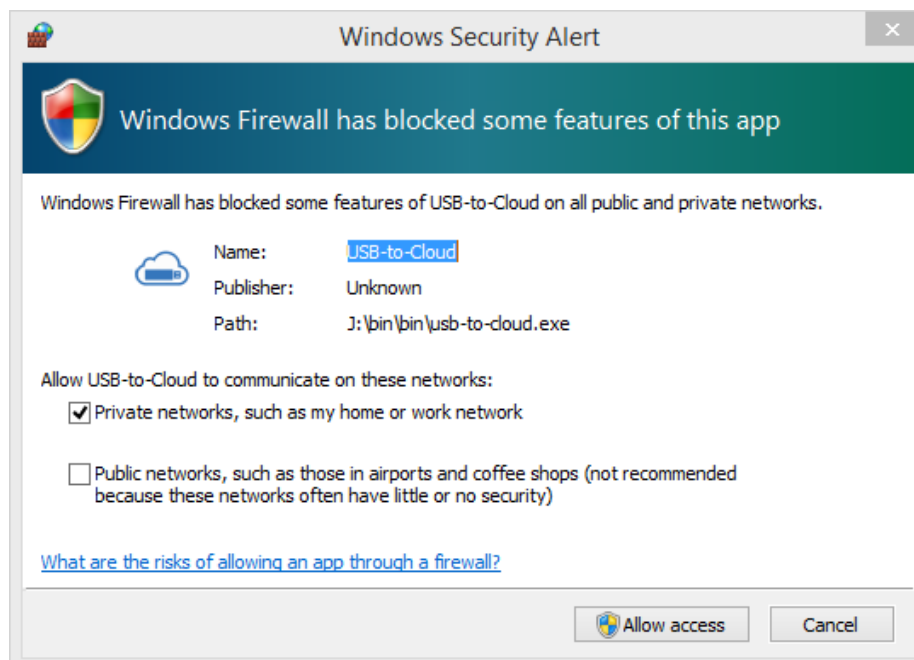 Windows Security Alert
Windows Firewall has blocked some features of this app
Windows Firewall has blocked some features of USB-to-Cloud on all public and private networks.
Name: USB-to-Cloud
Publisher: Unknown
Path: J:\bin\bin\usb-to-cloud.exe
Allow USB-to-Cloud to communicate on these networks:
Private networks, such as my home or work network
Public networks, such as those in airports and coffee shops (not recommended
because these networks often have little or no security)
What are the risks of allowing an app through a firewall?
Allow access Cancel